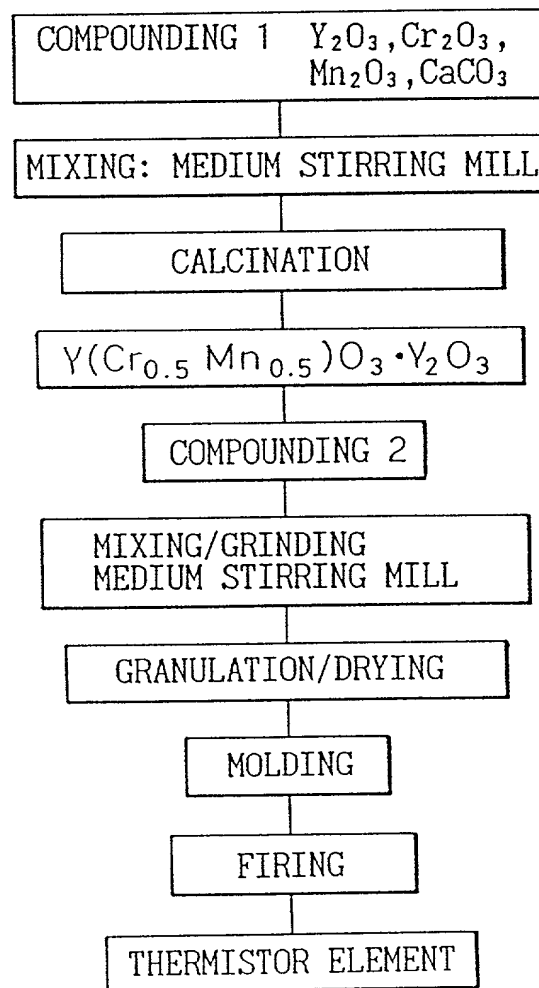 COMPOUNDING 1 Y₂O₃,Cr₂O₃,
Mn₂O₃,CaCO₃
MIXING: MEDIUM STIRRING MILL
CALCINATION
Y(Cr₀.₅ Mn₀.₅)O₃·Y₂O₃
COMPOUNDING 2
MIXING/GRINDING
MEDIUM STIRRING MILL
GRANULATION/DRYING
MOLDING
FIRING
THERMISTOR ELEMENT